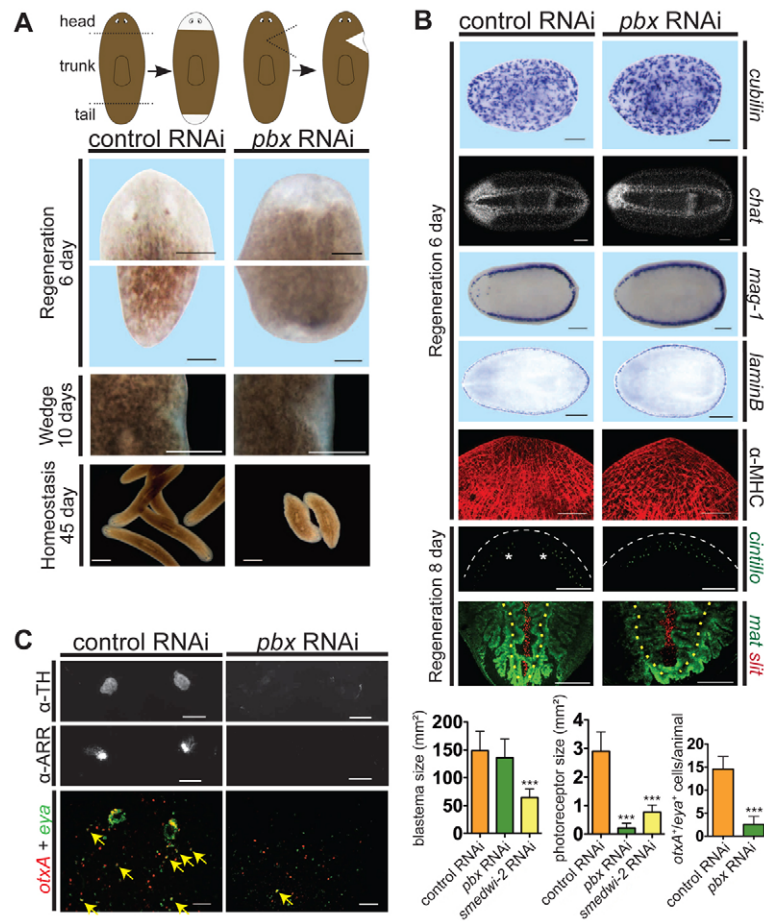 A
head
trunk
tail
control RNAi
pbx RNAi
Regeneration
6 day
Wedge
10 days
Homeostasis
45 day
B
control RNAi
pbx RNAi
Regeneration 6 day
cubilin
chat
mag-1
laminB
α-MHC
Regeneration 8 day
* *
cintillo
mat slit
C
control RNAi
pbx RNAi
α-TH
α-ARR
otxA + eya
blastema size (mm²)
200
150
100
50
0
***
control RNAi
pbx RNAi
smedwi-2 RNAi
photoreceptor size (mm²)
4
3
2
1
0
***
***
control RNAi
pbx RNAi
smedwi-2 RNAi
otxA⁺/eya⁺ cells/animal
20
15
10
5
0
***
control RNAi
pbx RNAi